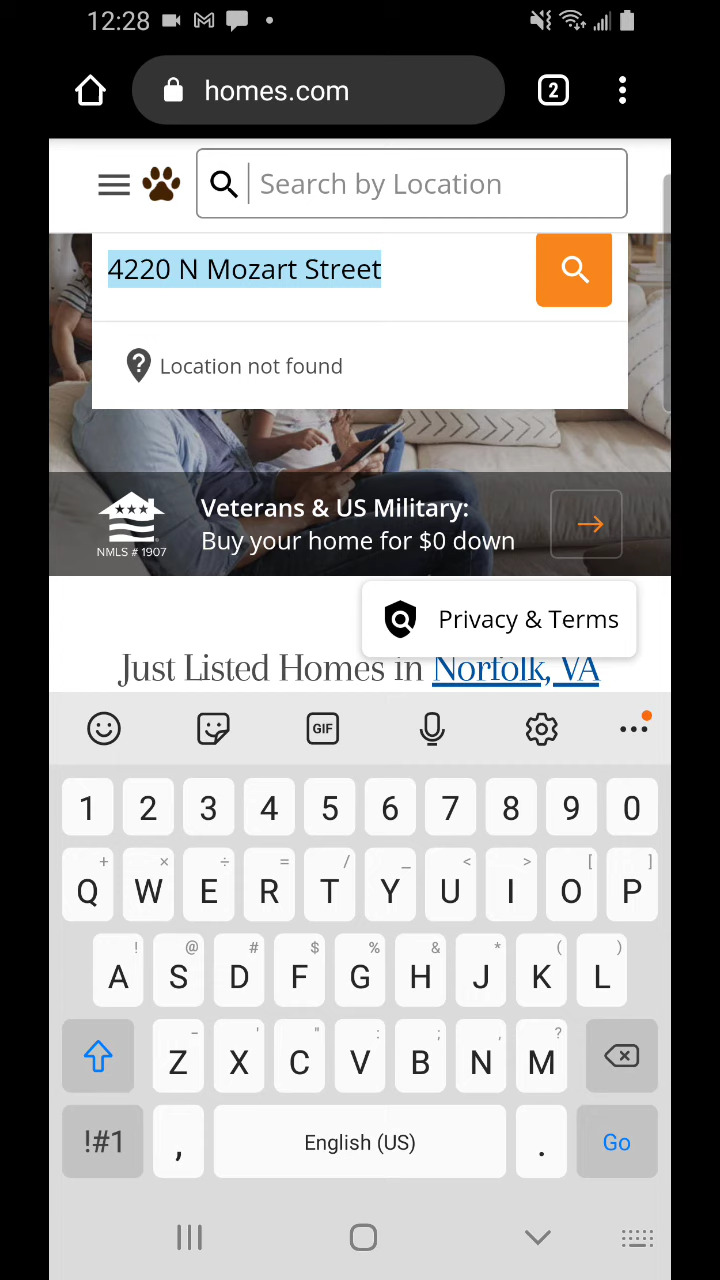 12:28
homes.com
2
Search by Location
4220 N Mozart Street
Location not found
Veterans & US Military:
Buy your home for $0 down
NMLS # 1907
Privacy & Terms
Just Listed Homes in Norfolk, VA
GIF
1 2 3 4 5 6 7 8 9 0
+ × ÷ = / _ < > [ ]
Q W E R T Y U I O P
! @ # $ % & * ( )
A S D F G H J K L
- ' " : ; , ?
Z X C V B N M
!#1 , English (US) . Go